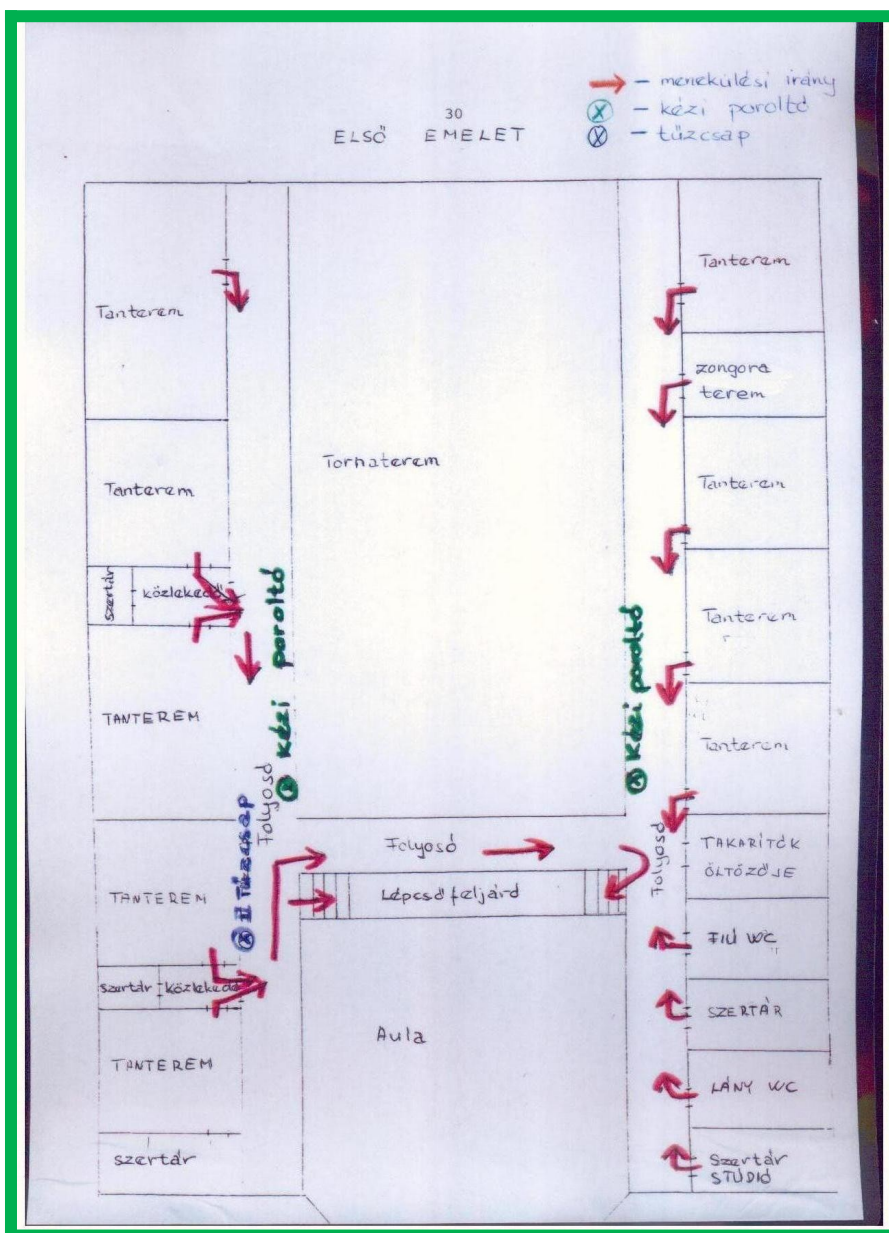 → - menekülési irány
Ⓧ - kézi poroltó
Ⓧ - tűzcsap
30
ELSŐ EMELET
Tanterem
Tanterem
zongora
terem
Tanterem
Tornaterem
Tanterem
Tanterem
szertár
közlekedő
kézi poroltó
kézi poroltó
Tanterem
TANTEREM
Tanterem
Folyosó
Tűzcsap
Folyosó
Folyosó
TAKARÍTÓK
ÖLTÖZŐJE
Lépcső feljáró
TANTEREM
FIÚ WC
szertár
közlekedő
SZERTÁR
Aula
TANTEREM
LÁNY WC
szertár
Szertár
STÚDIÓ